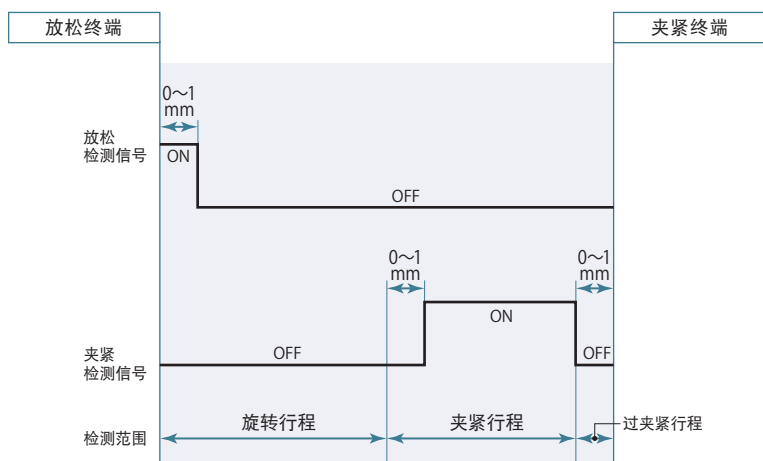 放松终端
夹紧终端
0～1
mm
放松
检测信号
ON
OFF
0～1
mm
0～1
mm
ON
夹紧
检测信号
OFF
OFF
检测范围
旋转行程
夹紧行程
过夹紧行程